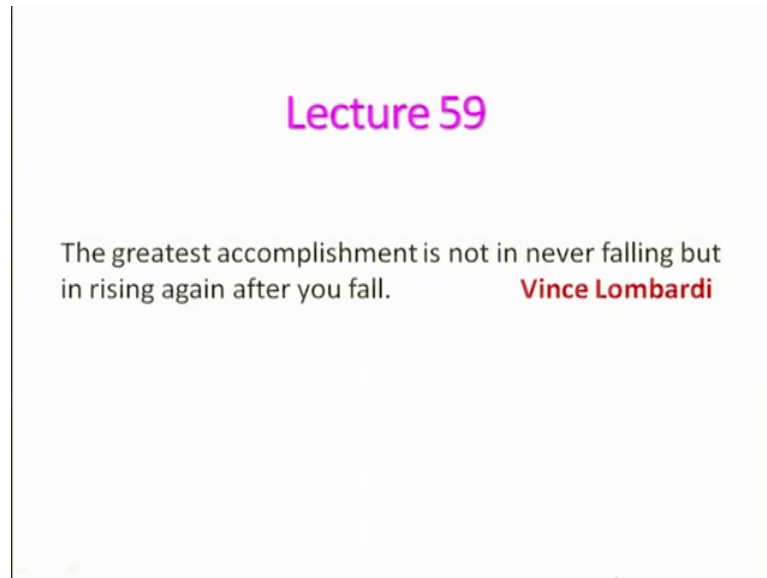 Lecture 59
The greatest accomplishment is not in never falling but
in rising again after you fall. Vince Lombardi